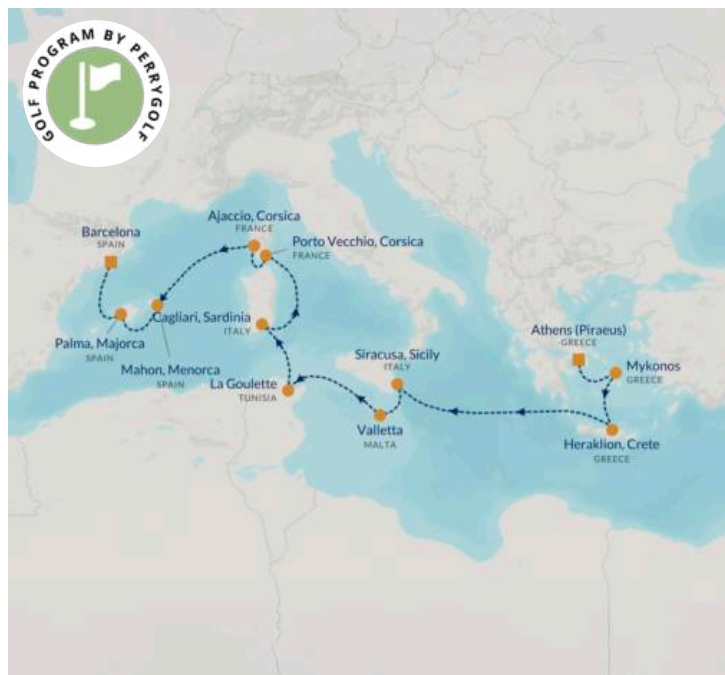 GOLF PROGRAM BY PERRYGOLF
Ajaccio, Corsica
FRANCE
Barcelona
SPAIN
Porto Vecchio, Corsica
FRANCE
Cagliari, Sardinia
ITALY
Palma, Majorca
SPAIN
Mahon, Menorca
SPAIN
La Goulette
TUNISIA
Siracusa, Sicily
ITALY
Valletta
MALTA
Athens (Piraeus)
GREECE
Mykonos
GREECE
Heraklion, Crete
GREECE